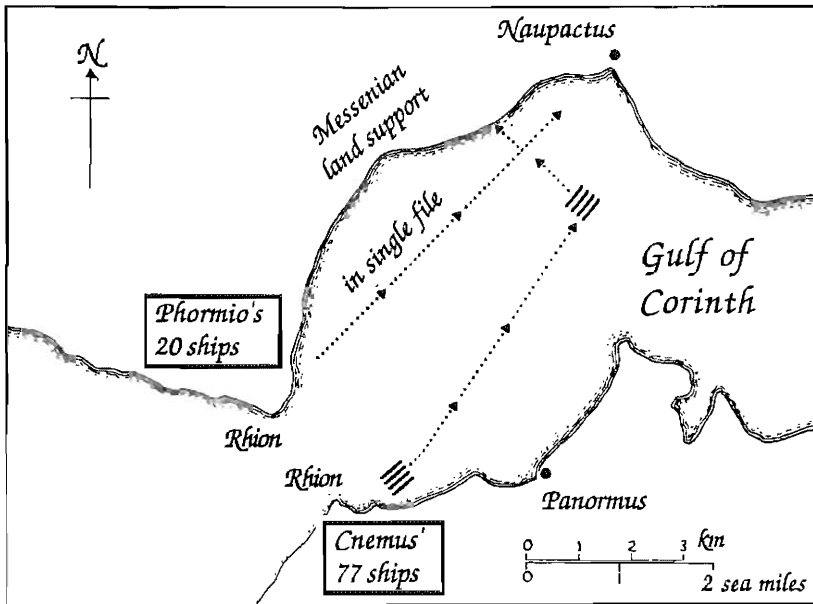 Naupactus
N
Messenian
land support
in single file
Gulf of
Corinth
Phormio's
20 ships
Rhion
Rhion
Panormus
Cnemus'
77 ships
0 1 2 3 km
0 1 2 sea miles